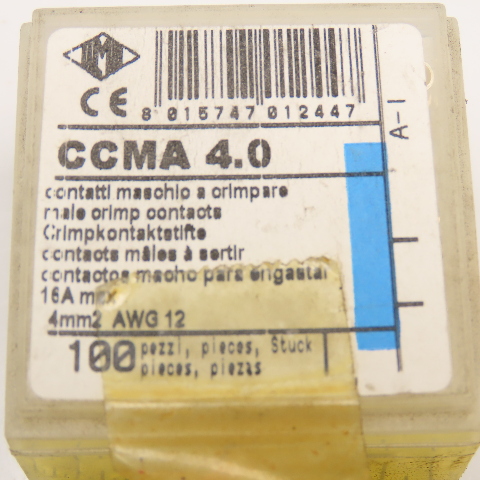 ILME
CE
8 015747 012447
CCMA 4.0
contatti maschio a crimpare
male crimp contacts
Crimpkontaktstifte
contacts mâles à sertir
contactos macho para engastar
16A max
4mm2 AWG 12
100 pezzi, pieces, Stuck
pieces, piezas
A-I